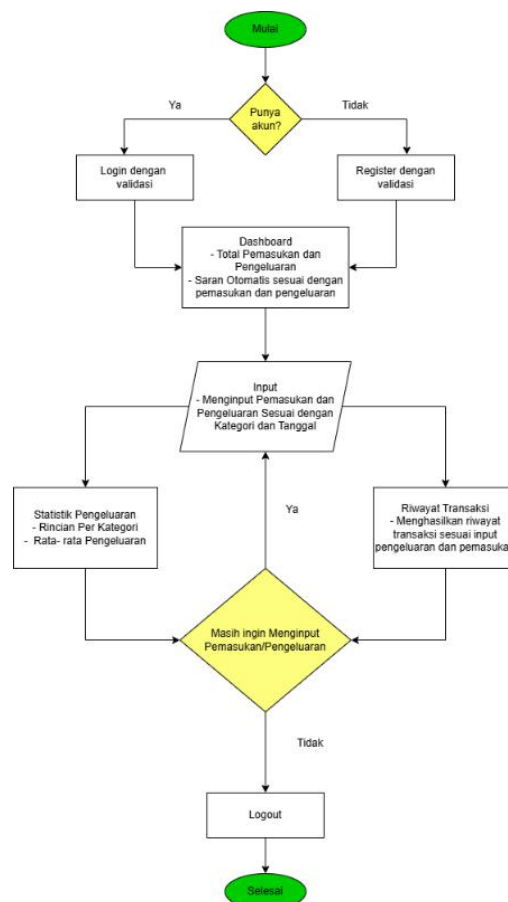 Mulai
Punya
akun?
Ya
Tidak
Login dengan
validasi
Register dengan
validasi
Dashboard
- Total Pemasukan dan
Pengeluaran
- Saran Otomatis sesuai dengan
pemasukan dan pengeluaran
Input
- Menginput Pemasukan dan
Pengeluaran Sesuai dengan
Kategori dan Tanggal
Statistik Pengeluaran
- Rincian Per Kategori
- Rata- rata Pengeluaran
Ya
Riwayat Transaksi
- Menghasilkan riwayat
transaksi sesuai input
pengeluaran dan pemasuka
Masih ingin Menginput
Pemasukan/Pengeluaran
Tidak
Logout
Selesai